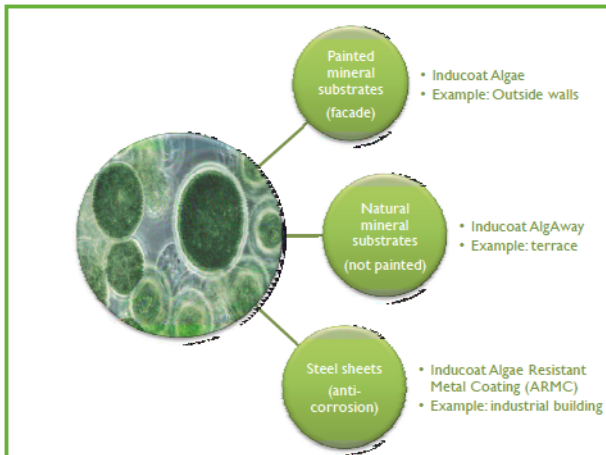 Painted
mineral
substrates
(facade)
• Inducoat Algae
• Example: Outside walls
Natural
mineral
substrates
(not painted)
• Inducoat AlgAway
• Example: terrace
Steel sheets
(anti-
corrosion)
• Inducoat Algae Resistant
Metal Coating (ARMC)
• Example: industrial building